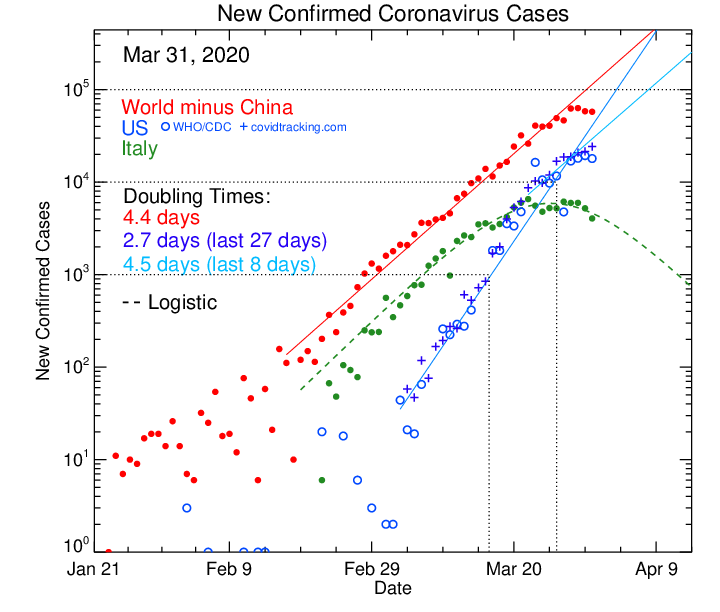 New Confirmed Coronavirus Cases
Mar 31, 2020
World minus China
US o WHO/CDC + covidtracking.com
Italy
Doubling Times:
4.4 days
2.7 days (last 27 days)
4.5 days (last 8 days)
-- Logistic
New Confirmed Cases
10^5
10^4
10^3
10^2
10^1
10^0
Jan 21 Feb 9 Feb 29 Mar 20 Apr 9
Date